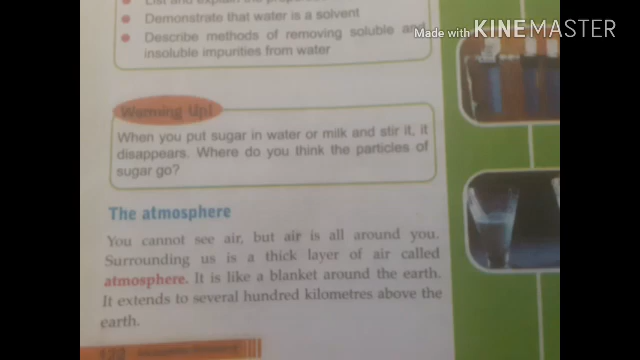 Made with KINEMASTER
Demonstrate that water is a solvent
Describe methods of removing soluble and
insoluble impurities from water
Warming Up!
When you put sugar in water or milk and stir it, it
disappears. Where do you think the particles of
sugar go?
The atmosphere
You cannot see air, but air is all around you.
Surrounding us is a thick layer of air called
atmosphere. It is like a blanket around the earth.
It extends to several hundred kilometres above the
earth.